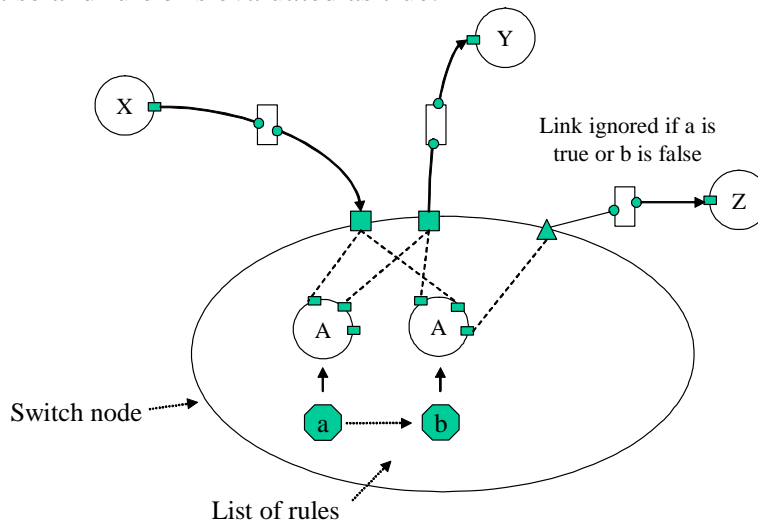 Y
X
Link ignored if a is
true or b is false
Z
A
A
Switch node
a
b
List of rules